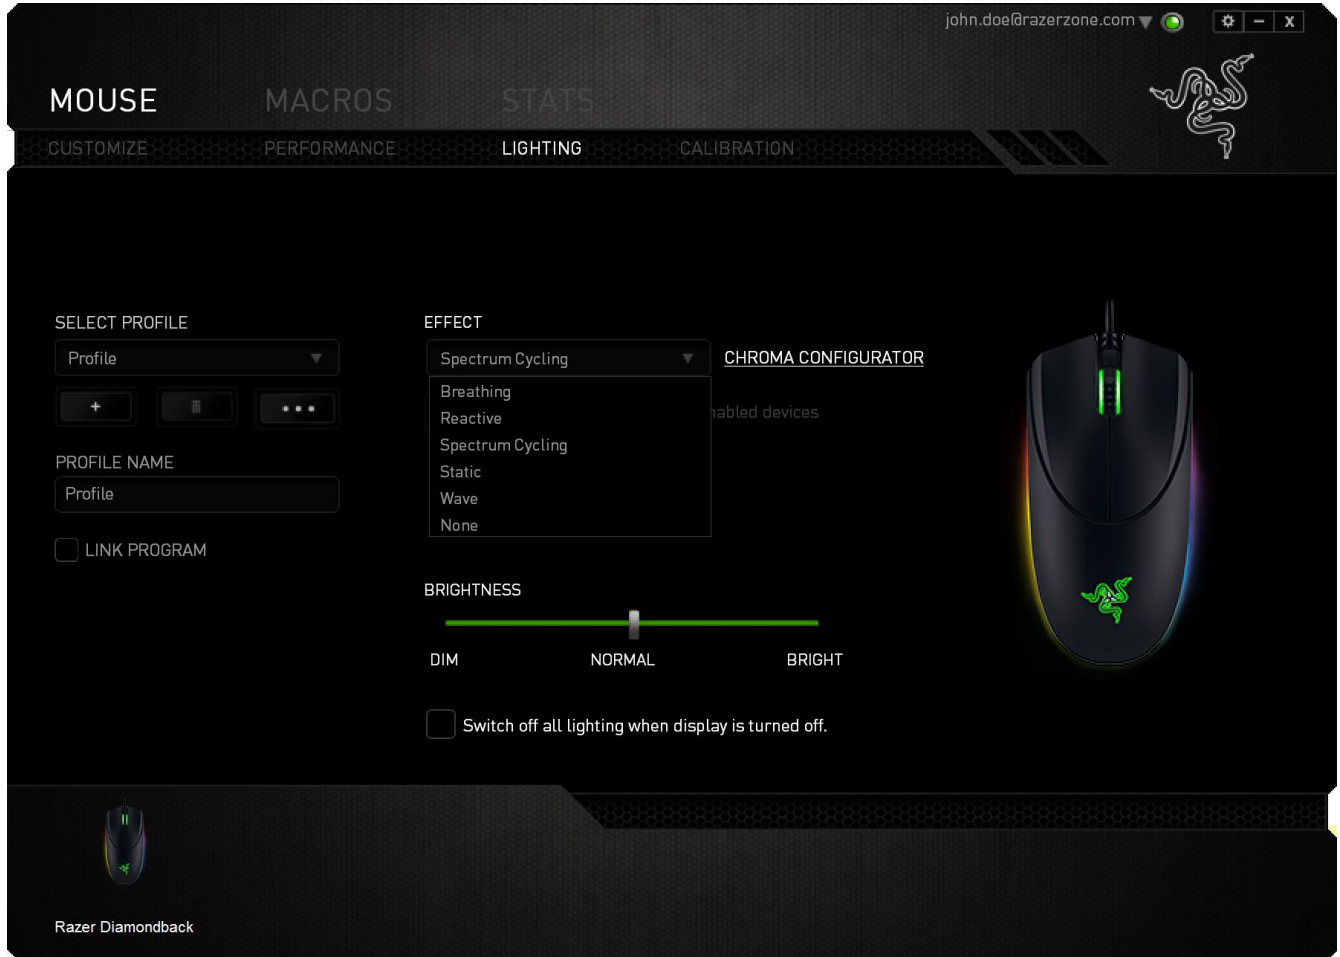 john.doe@razerzone.com
X
MOUSE MACROS STATS
CUSTOMIZE PERFORMANCE LIGHTING CALIBRATION
SELECT PROFILE
Profile
+
PROFILE NAME
Profile
LINK PROGRAM
EFFECT
Spectrum Cycling
CHROMA CONFIGURATOR
Breathing
Reactive
Spectrum Cycling
Static
Wave
None
devices
BRIGHTNESS
DIM NORMAL BRIGHT
Switch off all lighting when display is turned off.
Razer Diamondback